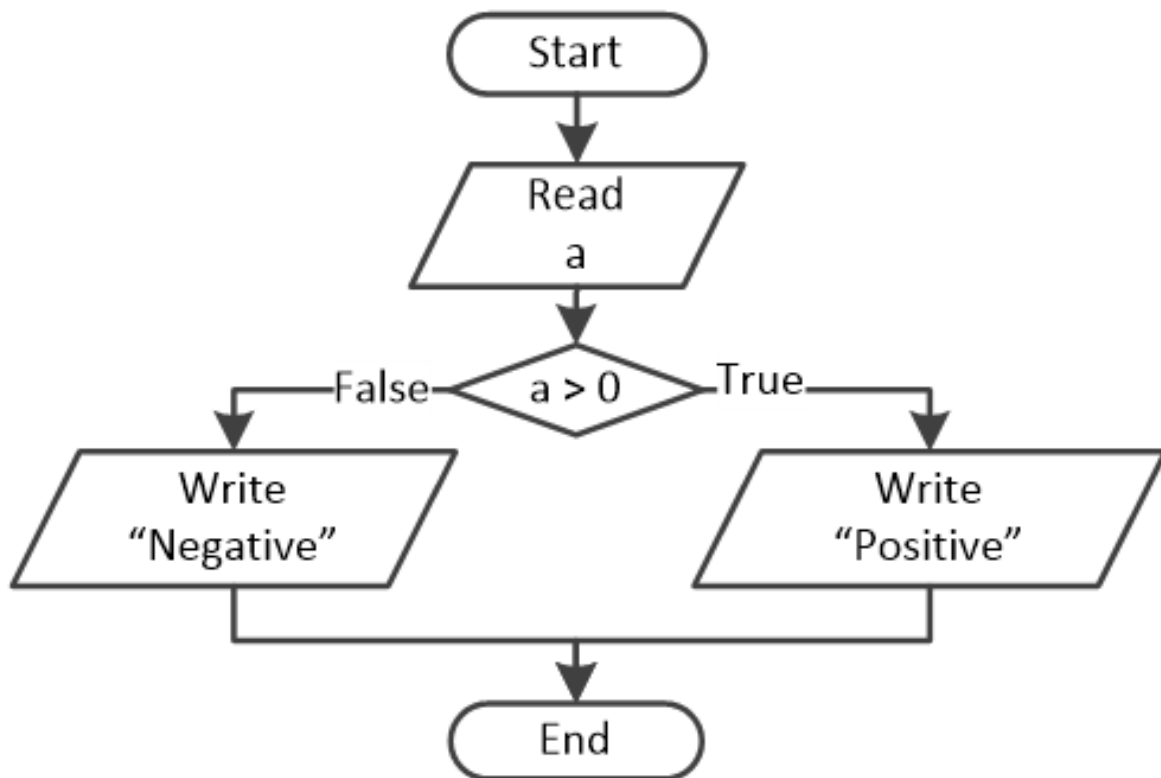 Start
Read
a
False
a > 0
True
Write
“Negative”
Write
“Positive”
End